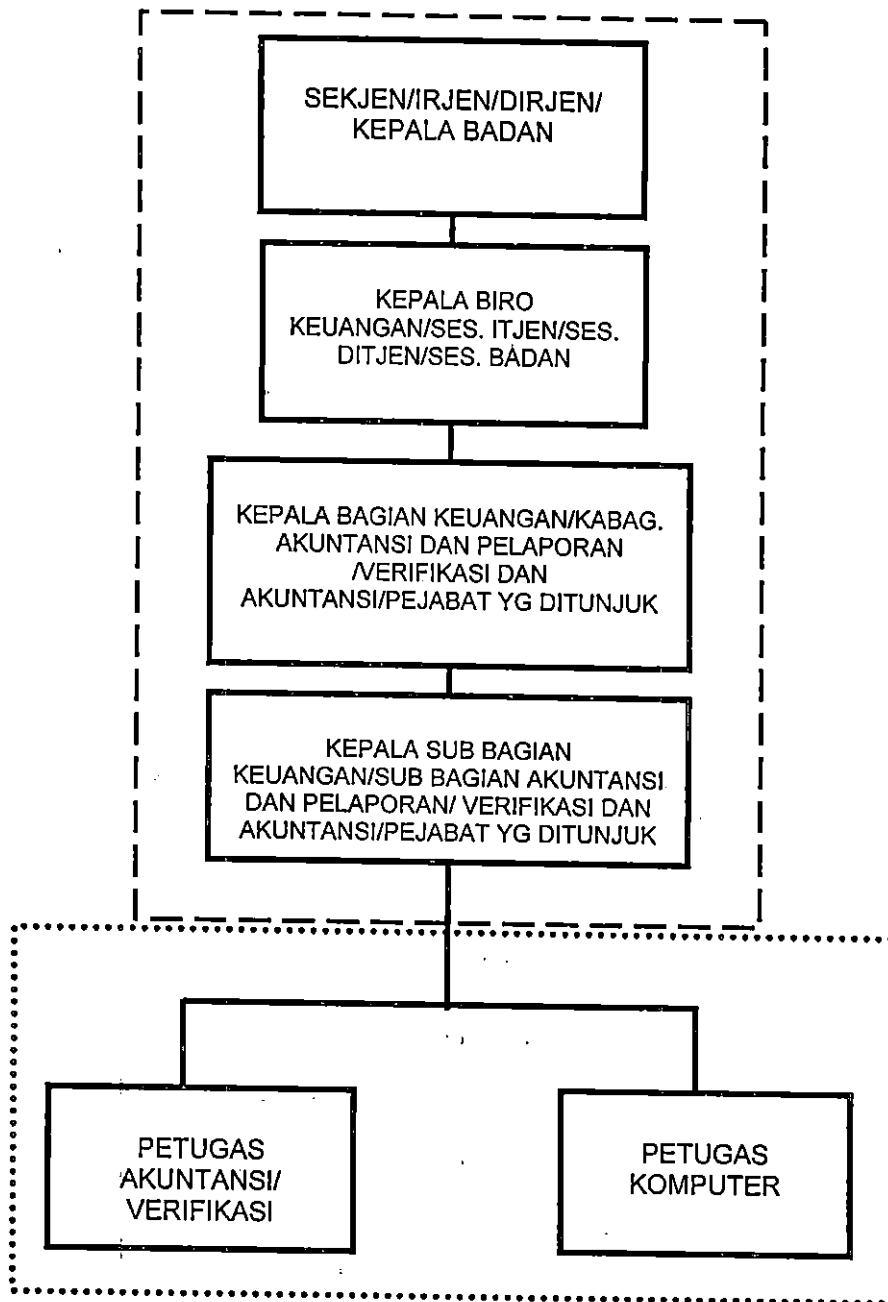 SEKJEN/IRJEN/DIRJEN/
KEPALA BADAN
KEPALA BIRO
KEUANGAN/SES. ITJEN/SES.
DITJEN/SES. BADAN
KEPALA BAGIAN KEUANGAN/KABAG.
AKUNTANSI DAN PELAPORAN
/VERIFIKASI DAN
AKUNTANSI/PEJABAT YG DITUNJUK
KEPALA SUB BAGIAN
KEUANGAN/SUB BAGIAN AKUNTANSI
DAN PELAPORAN/ VERIFIKASI DAN
AKUNTANSI/PEJABAT YG DITUNJUK
PETUGAS
AKUNTANSI/
VERIFIKASI
PETUGAS
KOMPUTER